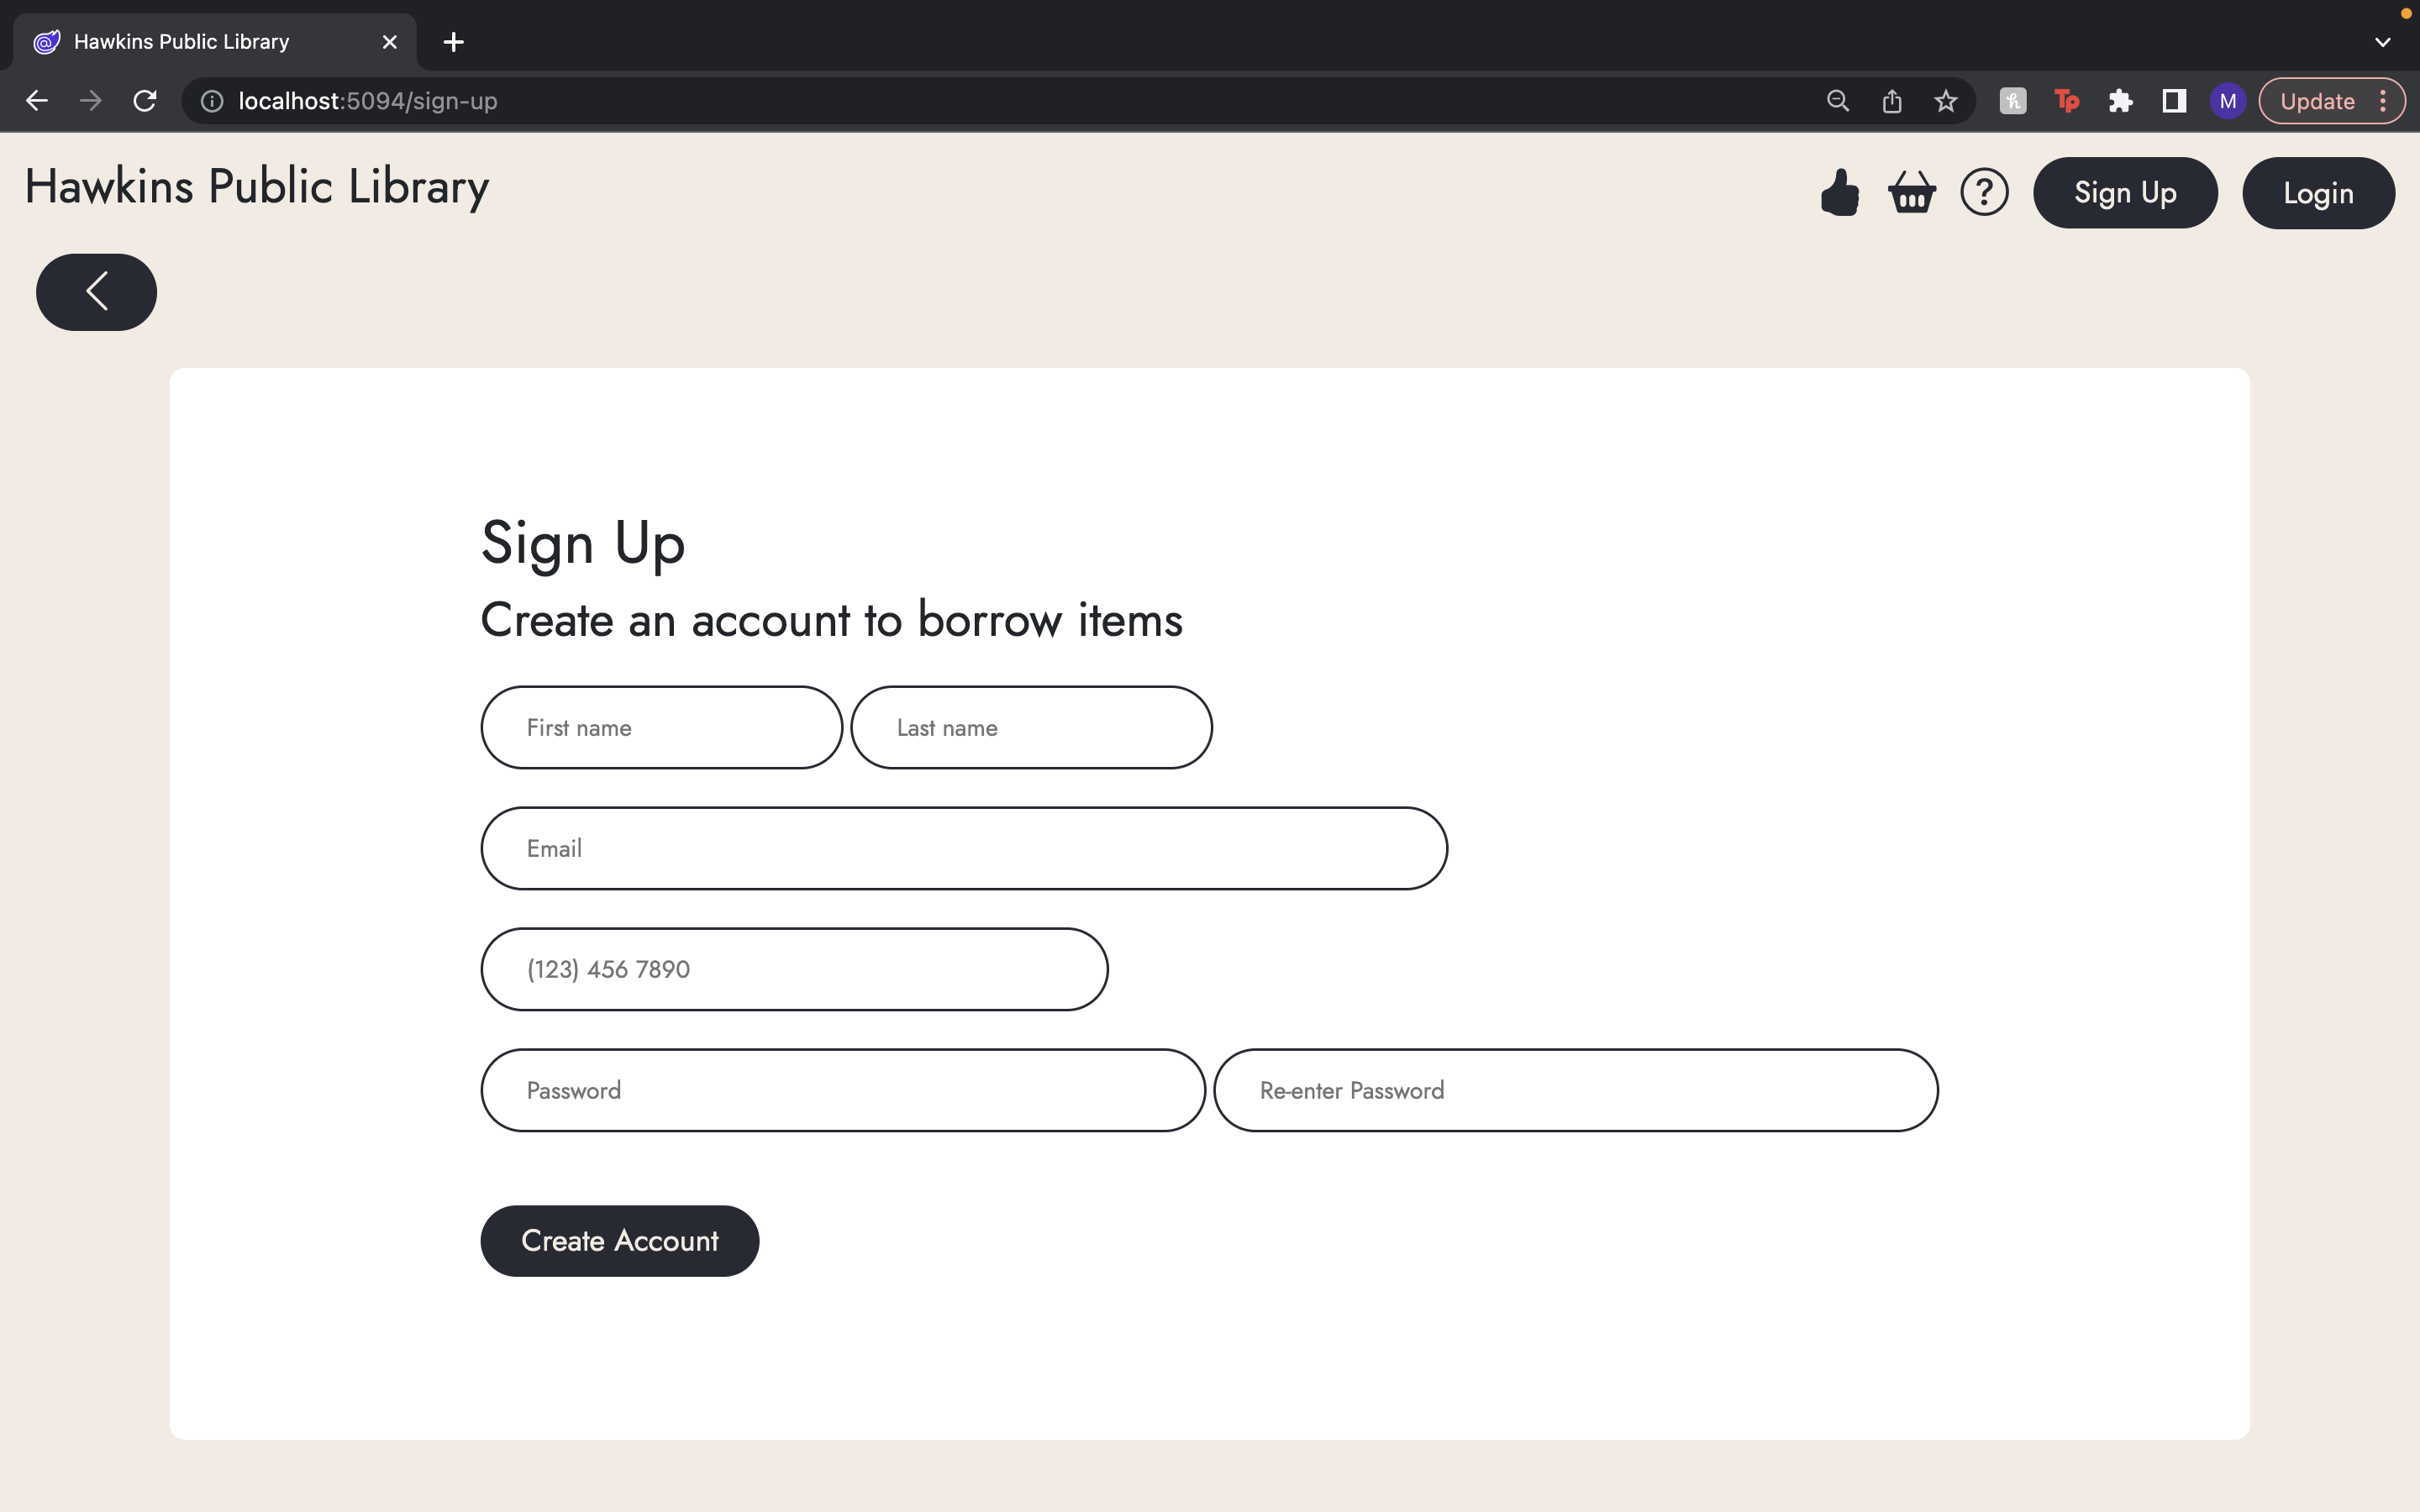 Hawkins Public Library
localhost:5094/sign-up
M
Update
Hawkins Public Library
?
Sign Up
Login
Sign Up
Create an account to borrow items
First name
Last name
Email
(123) 456 7890
Password
Re-enter Password
Create Account